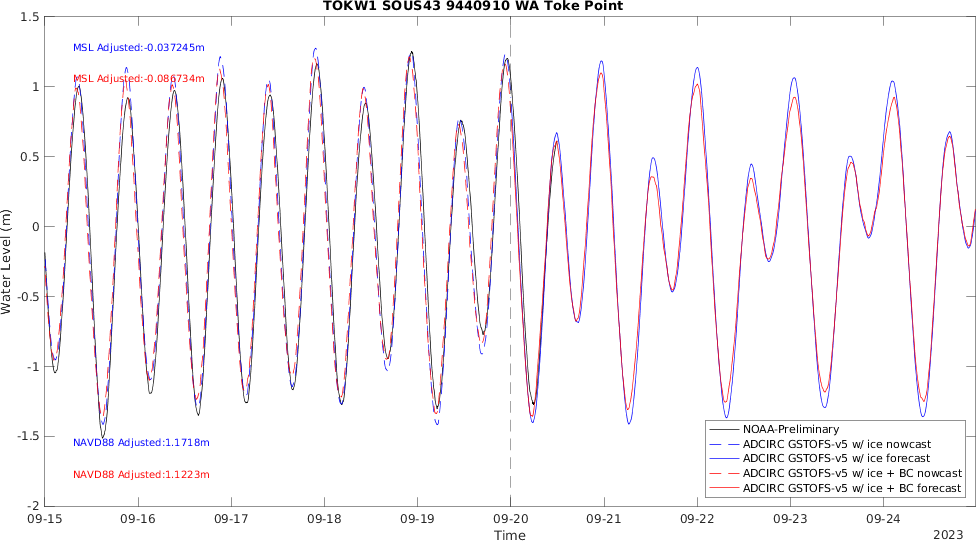 TOKW1 SOUS43 9440910 WA Toke Point
1.5
1
0.5
0
-0.5
-1
-1.5
-2
Water Level (m)
MSL Adjusted:-0.037245m
MSL Adjusted:-0.086734m
NAVD88 Adjusted:1.1718m
NAVD88 Adjusted:1.1223m
NOAA-Preliminary
ADCIRC GSTOFS-v5 w/ ice nowcast
ADCIRC GSTOFS-v5 w/ ice forecast
ADCIRC GSTOFS-v5 w/ ice + BC nowcast
ADCIRC GSTOFS-v5 w/ ice + BC forecast
09-15 09-16 09-17 09-18 09-19 09-20 09-21 09-22 09-23 09-24
Time
2023